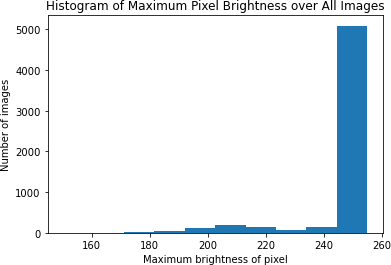 Histogram of Maximum Pixel Brightness over All Images
Number of images
5000
4000
3000
2000
1000
0
160 180 200 220 240 260
Maximum brightness of pixel